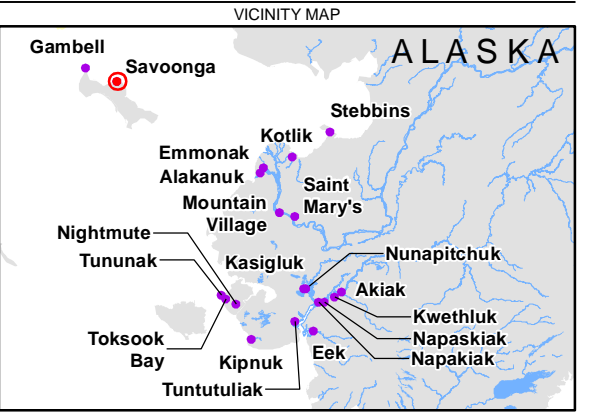 VICINITY MAP
ALASKA
Gambell
Savoonga
Stebbins
Kotlik
Emmonak
Alakanuk
Saint
Mary's
Mountain
Village
Nightmute
Tununak
Kasigluk
Nunapitchuk
Akiak
Kwethluk
Napaskiak
Napakiak
Toksook
Bay
Kipnuk
Eek
Tuntutuliak